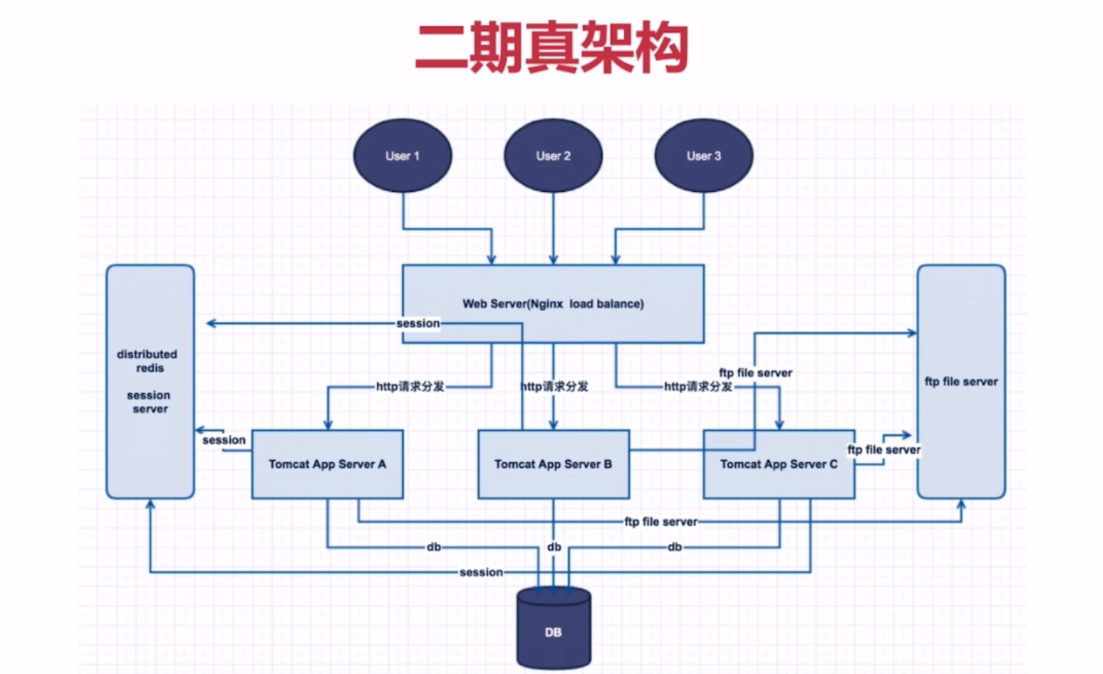 二期真架构
User 1
User 2
User 3
Web Server(Nginx load balance)
session
distributed
redis
session
server
ftp file server
http请求分发
http请求分发
http请求分发
ftp file server
session
Tomcat App Server A
Tomcat App Server B
Tomcat App Server C
ftp file server
ftp file server
db
db
db
session
DB